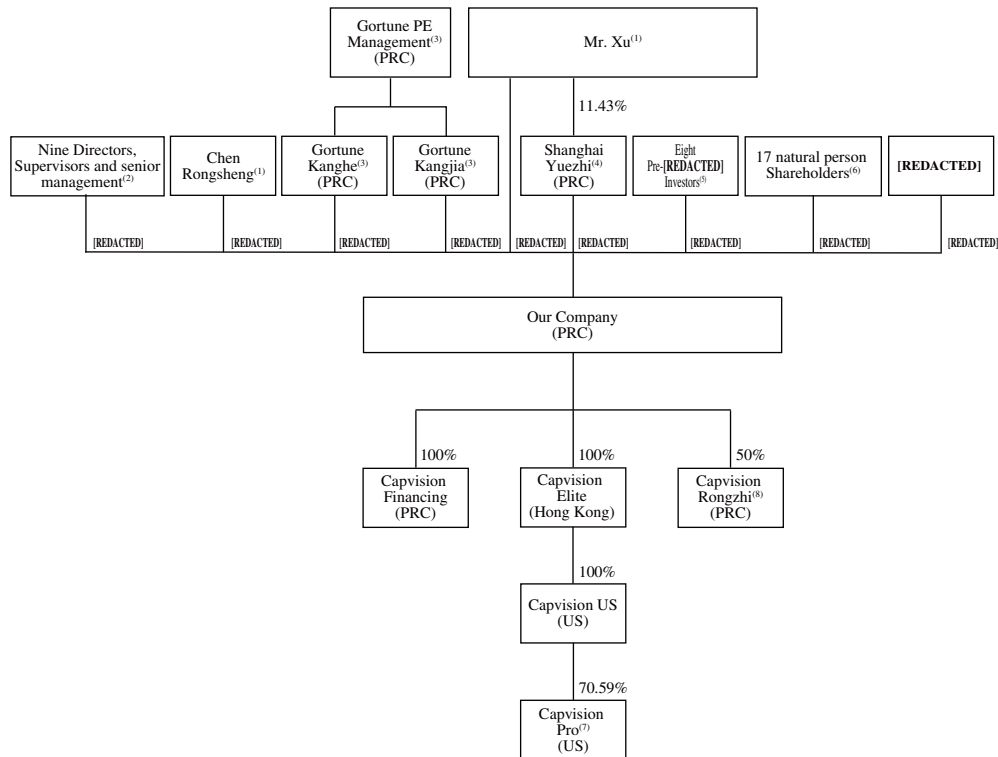 Gortune PE
Management(3)
(PRC)
Mr. Xu(1)
11.43%
Nine Directors,
Supervisors and senior
management(2)
Chen
Rongsheng(1)
Gortune
Kanghe(3)
(PRC)
Gortune
Kangjia(3)
(PRC)
Shanghai
Yuezhi(4)
(PRC)
Eight
Pre-[REDACTED]
Investors(5)
17 natural person
Shareholders(6)
[REDACTED]
[REDACTED] [REDACTED] [REDACTED] [REDACTED] [REDACTED] [REDACTED] [REDACTED] [REDACTED] [REDACTED]
Our Company
(PRC)
100% 100% 50%
Capvision
Financing
(PRC)
Capvision
Elite
(Hong Kong)
Capvision
Rongzhi(8)
(PRC)
100%
Capvision US
(US)
70.59%
Capvision
Pro(7)
(US)